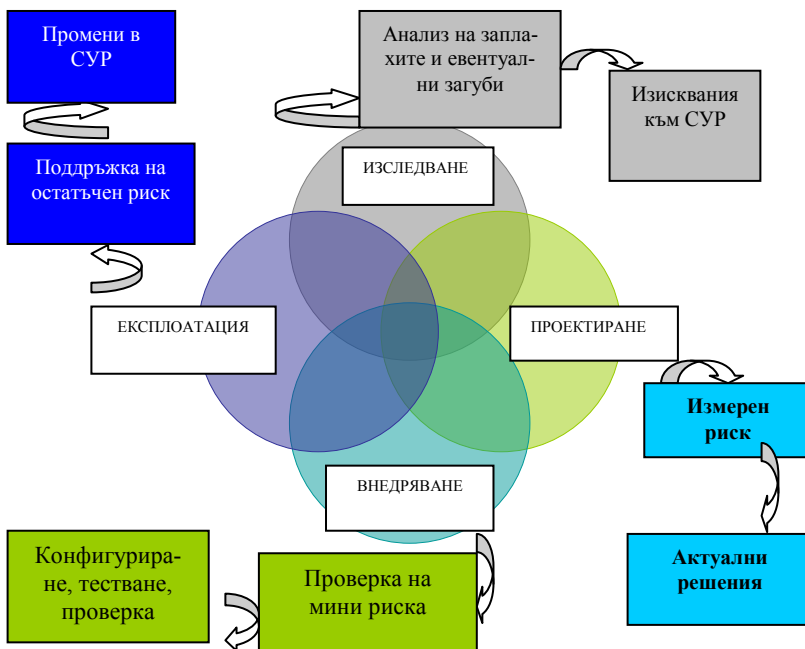 Промени в
СУР
Анализ на запла-
хите и евентуал-
ни загуби
Изисквания
към СУР
Поддръжка на
остатъчен риск
ИЗСЛЕДВАНЕ
ЕКСПЛОАТАЦИЯ
ПРОЕКТИРАНЕ
Измерен
риск
ВНЕДРЯВАНЕ
Конфигурира-
не, тестване,
проверка
Проверка на
мини риска
Актуални
решения